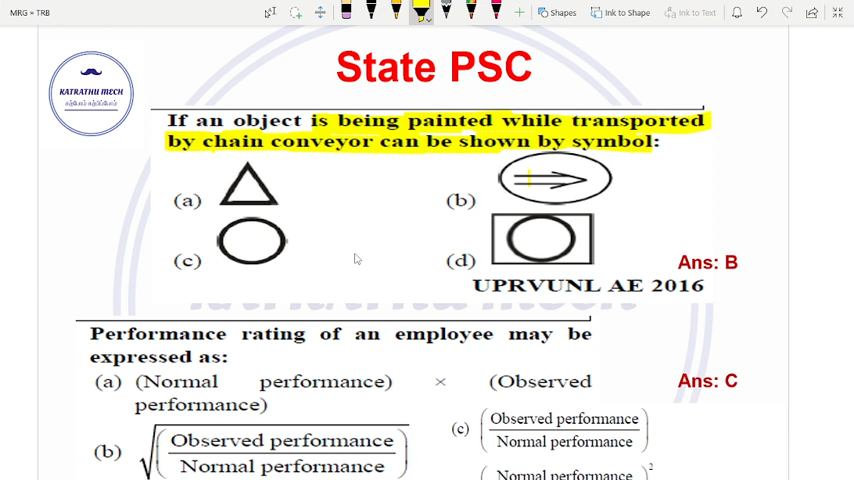 MRG » TRB
Shapes
Ink to Shape
Ink to Text
State PSC
KATRATHU MECH
கற்போம் கற்பிப்போம்
If an object is being painted while transported
by chain conveyor can be shown by symbol:
(a)
(b)
(c)
(d)
Ans: B
UPRVUNL AE 2016
Performance rating of an employee may be
expressed as:
(a) (Normal performance) × (Observed
performance)
Ans: C
(b) √(Observed performance
Normal performance)
(c) (Observed performance
Normal performance)
(Normal performance)²